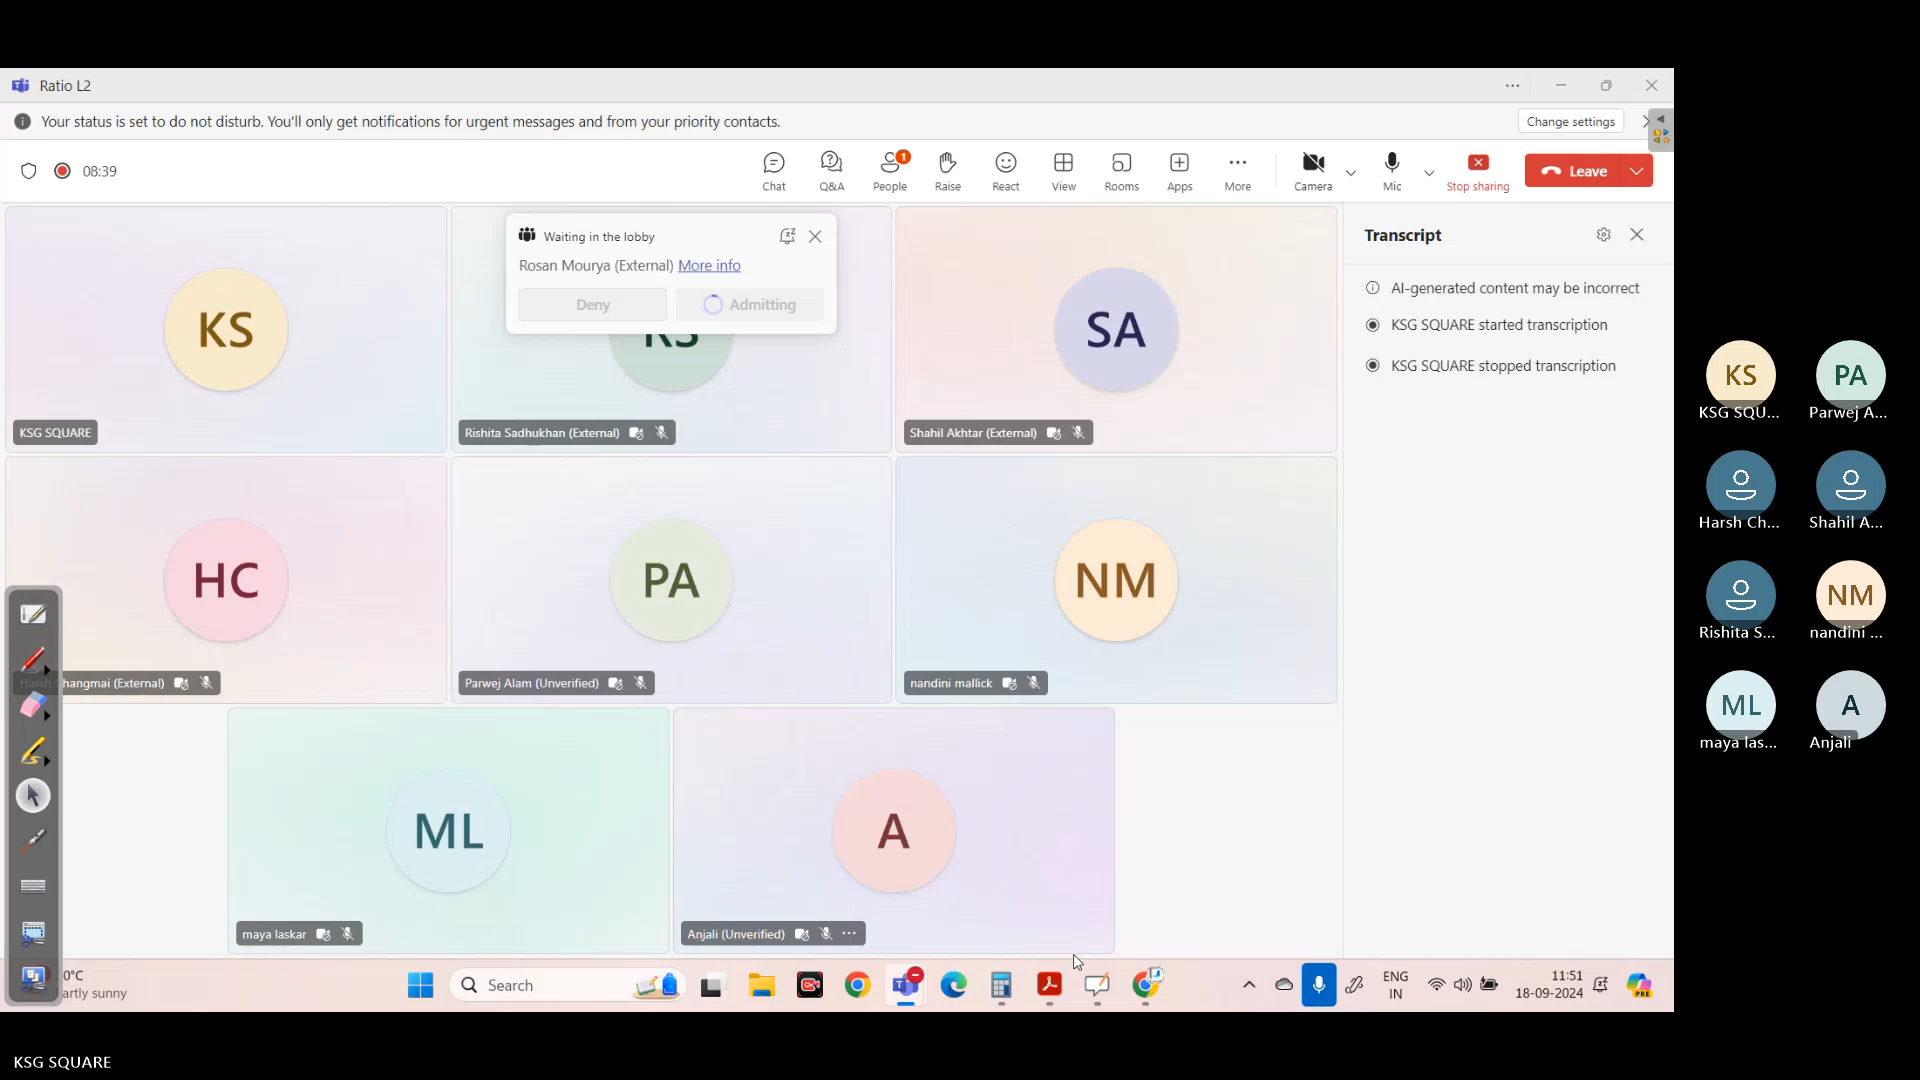 Ratio L2
Your status is set to do not disturb. You'll only get notifications for urgent messages and from your priority contacts.
Change settings
08:39
Chat
Q&A
People
1
Raise
React
View
Rooms
Apps
More
Camera
Mic
Stop sharing
Leave
Waiting in the lobby
Rosan Mourya (External) More info
Deny
Admitting
KS
KSG SQUARE
KS
Rishita Sadhukhan (External)
SA
Shahil Akhtar (External)
HC
Harsh Changmai (External)
PA
Parwej Alam (Unverified)
NM
nandini mallick
ML
maya laskar
A
Anjali (Unverified)
Transcript
AI-generated content may be incorrect
KSG SQUARE started transcription
KSG SQUARE stopped transcription
KS
KSG SQU...
PA
Parwej A...
Harsh Ch...
Shahil A...
Rishita S...
NM
nandini ...
ML
maya las...
A
Anjali
0°C
artly sunny
Search
ENG
IN
11:51
18-09-2024
PRE
KSG SQUARE